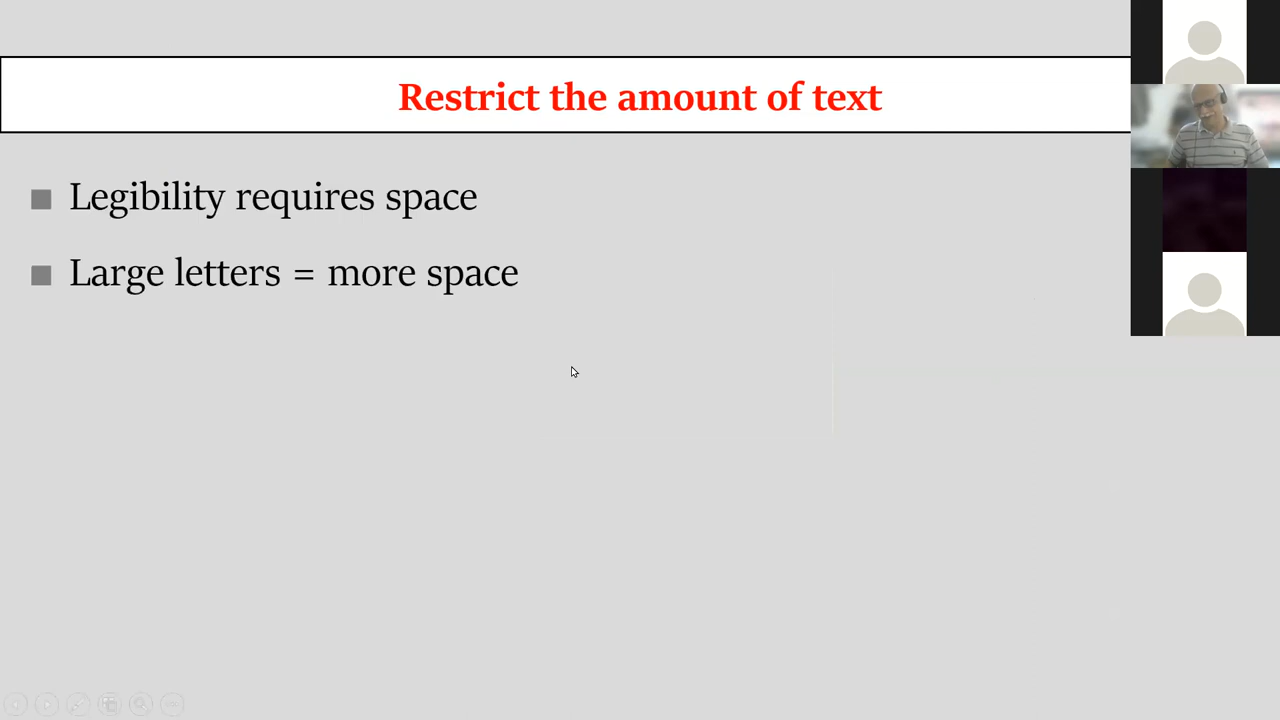 Restrict the amount of text
Legibility requires space
Large letters = more space